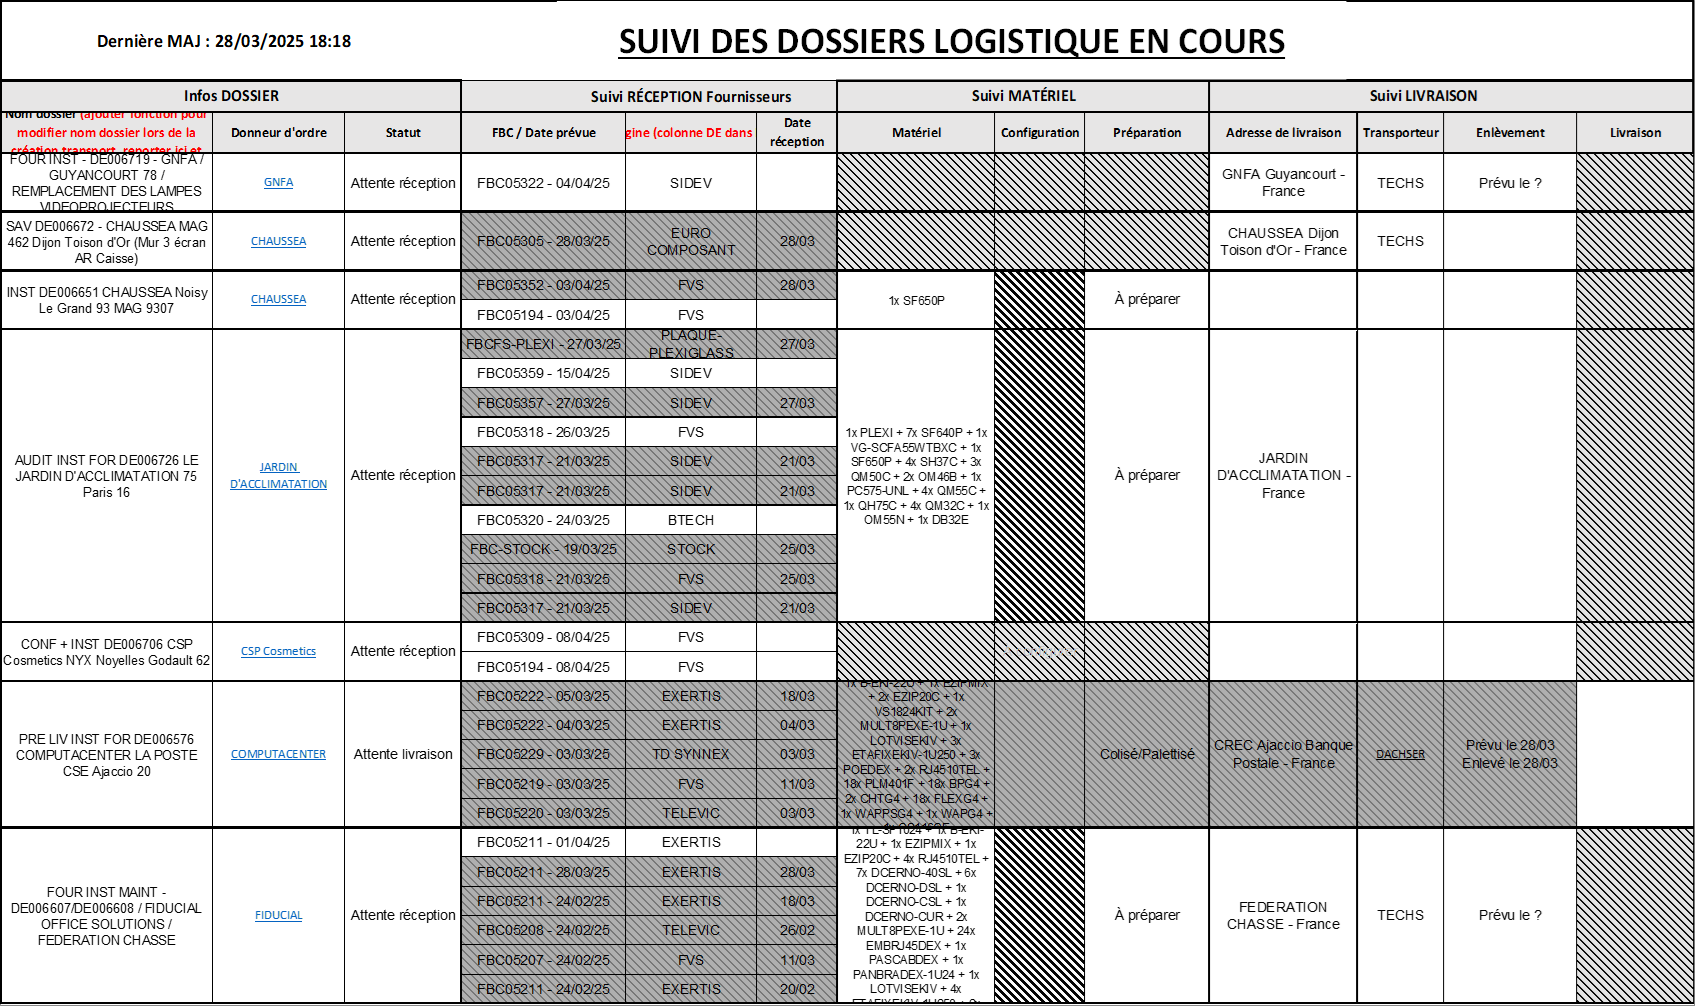 Dernière MAJ : 28/03/2025 18:18
SUIVI DES DOSSIERS LOGISTIQUE EN COURS
Infos DOSSIER
Suivi RÉCEPTION Fournisseurs
Suivi MATÉRIEL
Suivi LIVRAISON
Nom dossier (ajouter fonction pour
modifier nom dossier lors de la
création transport, reporter ici et
Donneur d'ordre
Statut
FBC / Date prévue
gine (colonne DE dans
Date
réception
Matériel
Configuration
Préparation
Adresse de livraison
Transporteur
Enlèvement
Livraison
FOUR INST - DE006719 - GNFA /
GUYANCOURT 78 /
REMPLACEMENT DES LAMPES
VIDEOPROJECTEURS
GNFA
Attente réception
FBC05322 - 04/04/25
SIDEV
GNFA Guyancourt -
France
TECHS
Prévu le ?
SAV DE006672 - CHAUSSEA MAG
462 Dijon Toison d'Or (Mur 3 écran
AR Caisse)
CHAUSSEA
Attente réception
FBC05305 - 28/03/25
EURO
COMPOSANT
28/03
CHAUSSEA Dijon
Toison d'Or - France
TECHS
INST DE006651 CHAUSSEA Noisy
Le Grand 93 MAG 9307
CHAUSSEA
Attente réception
FBC05352 - 03/04/25
FVS
28/03
FBC05194 - 03/04/25
FVS
1x SF650P
À préparer
AUDIT INST FOR DE006726 LE
JARDIN D'ACCLIMATATION 75
Paris 16
JARDIN
D'ACCLIMATATION
Attente réception
FBCFS-PLEXI - 27/03/25
PLAQUE-
PLEXIGLASS
27/03
FBC05359 - 15/04/25
SIDEV
FBC05357 - 27/03/25
SIDEV
27/03
FBC05318 - 26/03/25
FVS
FBC05317 - 21/03/25
SIDEV
21/03
FBC05317 - 21/03/25
SIDEV
21/03
FBC05320 - 24/03/25
BTECH
FBC-STOCK - 19/03/25
STOCK
25/03
FBC05318 - 21/03/25
FVS
25/03
FBC05317 - 21/03/25
SIDEV
21/03
1x PLEXI + 7x SF640P + 1x
VG-SCFA55WTBXC + 1x
SF650P + 4x SH37C + 3x
QM50C + 2x OM46B + 1x
PC575-UNL + 4x QM55C +
1x QH75C + 4x QM32C + 1x
OM55N + 1x DB32E
À préparer
JARDIN
D'ACCLIMATATION -
France
CONF + INST DE006706 CSP
Cosmetics NYX Noyelles Godault 62
CSP Cosmetics
Attente réception
FBC05309 - 08/04/25
FVS
FBC05194 - 08/04/25
FVS
PRE LIV INST FOR DE006576
COMPUTACENTER LA POSTE
CSE Ajaccio 20
COMPUTACENTER
Attente livraison
FBC05222 - 05/03/25
EXERTIS
18/03
FBC05222 - 04/03/25
EXERTIS
04/03
FBC05229 - 03/03/25
TD SYNNEX
03/03
FBC05219 - 03/03/25
FVS
11/03
FBC05220 - 03/03/25
TELEVIC
03/03
1x B-EKI-22U + 1x EZIPMIX
+ 2x EZIP20C + 1x
VS1824KIT + 2x
MULT8PEXE-1U + 1x
LOTVISEKIV + 3x
ETAFIXEKIV-1U250 + 3x
POEDEX + 2x RJ4510TEL +
18x PLM401F + 18x BPG4 +
2x CHTG4 + 18x FLEXG4 +
1x WAPPSG4 + 1x WAPG4 +
Colisé/Palettisé
CREC Ajaccio Banque
Postale - France
DACHSER
Prévu le 28/03
Enlevé le 28/03
FOUR INST MAINT -
DE006607/DE006608 / FIDUCIAL
OFFICE SOLUTIONS /
FEDERATION CHASSE
FIDUCIAL
Attente réception
FBC05211 - 01/04/25
EXERTIS
FBC05211 - 28/03/25
EXERTIS
28/03
FBC05211 - 24/02/25
EXERTIS
18/03
FBC05208 - 24/02/25
TELEVIC
26/02
FBC05207 - 24/02/25
FVS
11/03
FBC05211 - 24/02/25
EXERTIS
20/02
1x TL-SF1024 + 1x B-EKI-
22U + 1x EZIPMIX + 1x
EZIP20C + 4x RJ4510TEL +
7x DCERNO-40SL + 6x
DCERNO-DSL + 1x
DCERNO-CSL + 1x
DCERNO-CUR + 2x
MULT8PEXE-1U + 24x
EMBRJ45DEX + 1x
PASCABDEX + 1x
PANBRADEX-1U24 + 1x
LOTVISEKIV + 4x
ETAFIXEKIV-1U250
À préparer
FEDERATION
CHASSE - France
TECHS
Prévu le ?